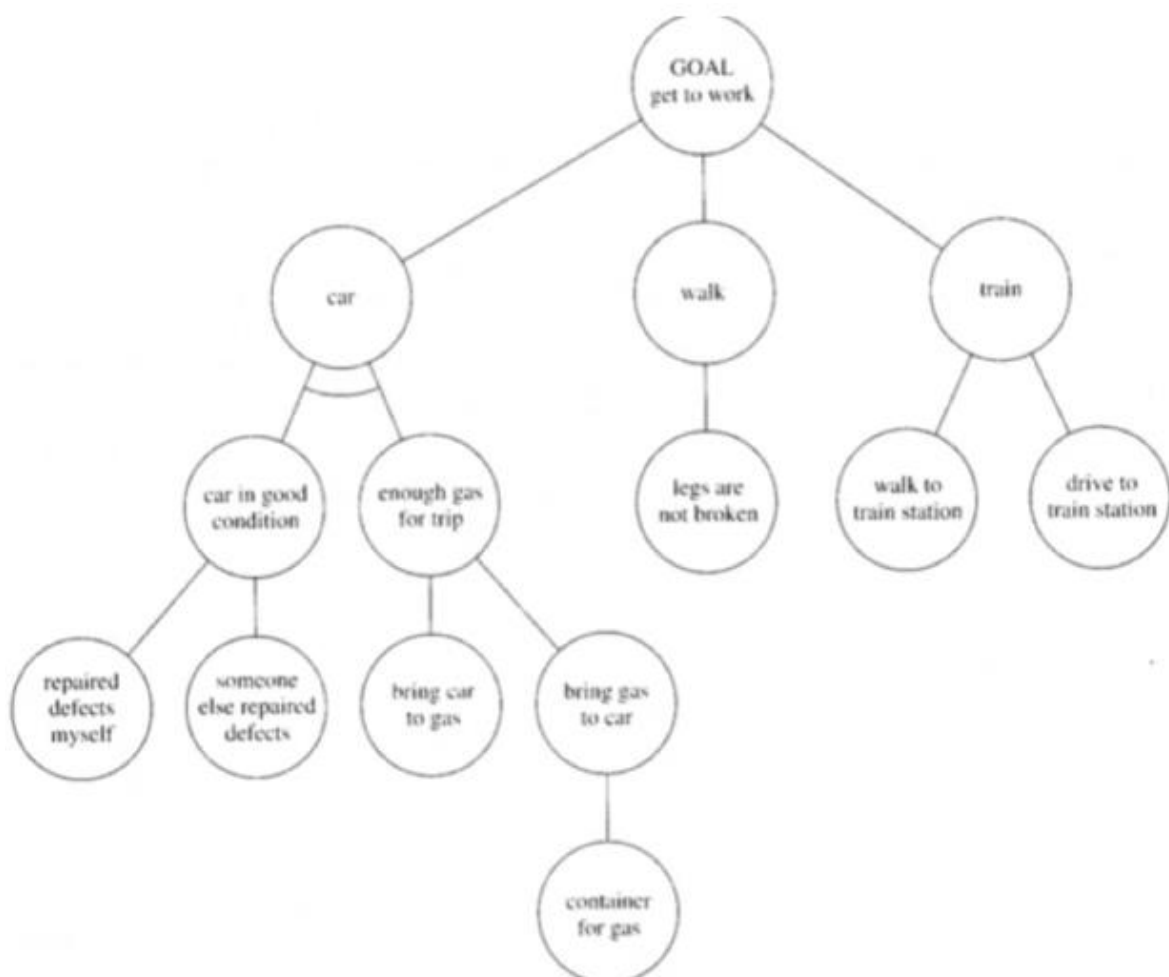 GOAL
get to work
car
walk
train
car in good
condition
enough gas
for trip
legs are
not broken
walk to
train station
drive to
train station
repaired
defects
myself
someone
else repaired
defects
bring car
to gas
bring gas
to car
container
for gas